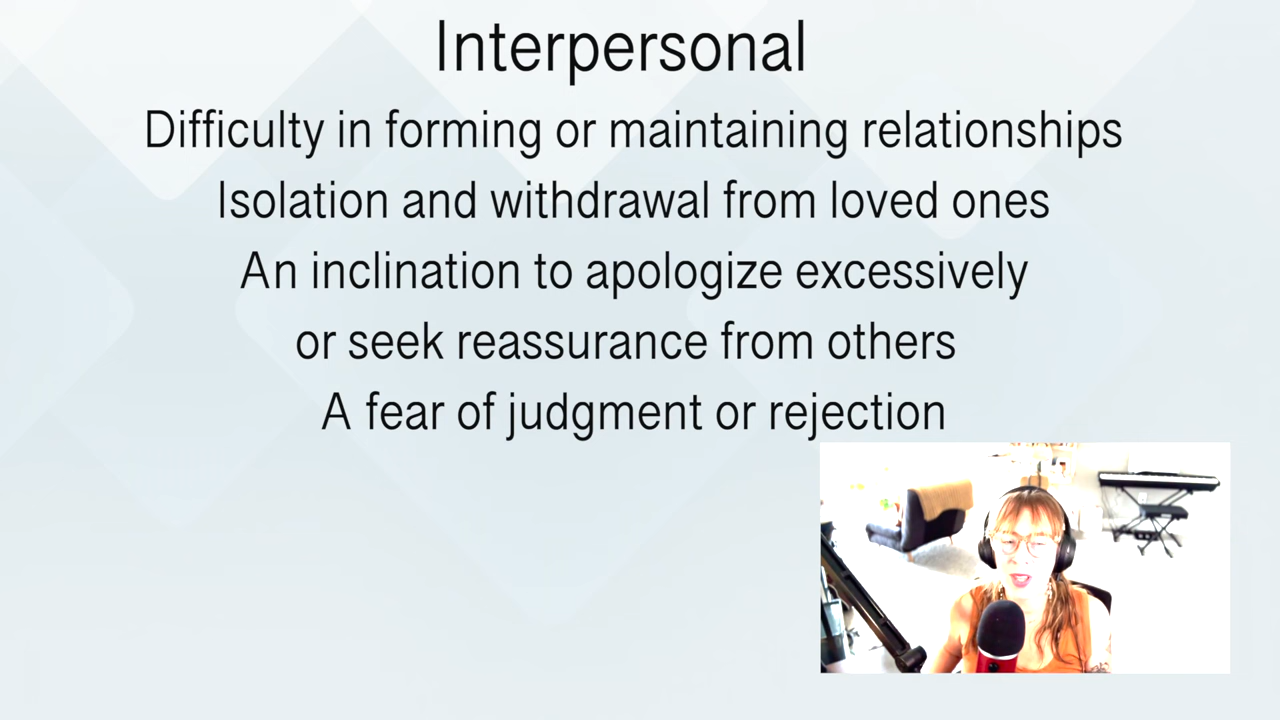 Interpersonal
Difficulty in forming or maintaining relationships
Isolation and withdrawal from loved ones
An inclination to apologize excessively
or seek reassurance from others
A fear of judgment or rejection